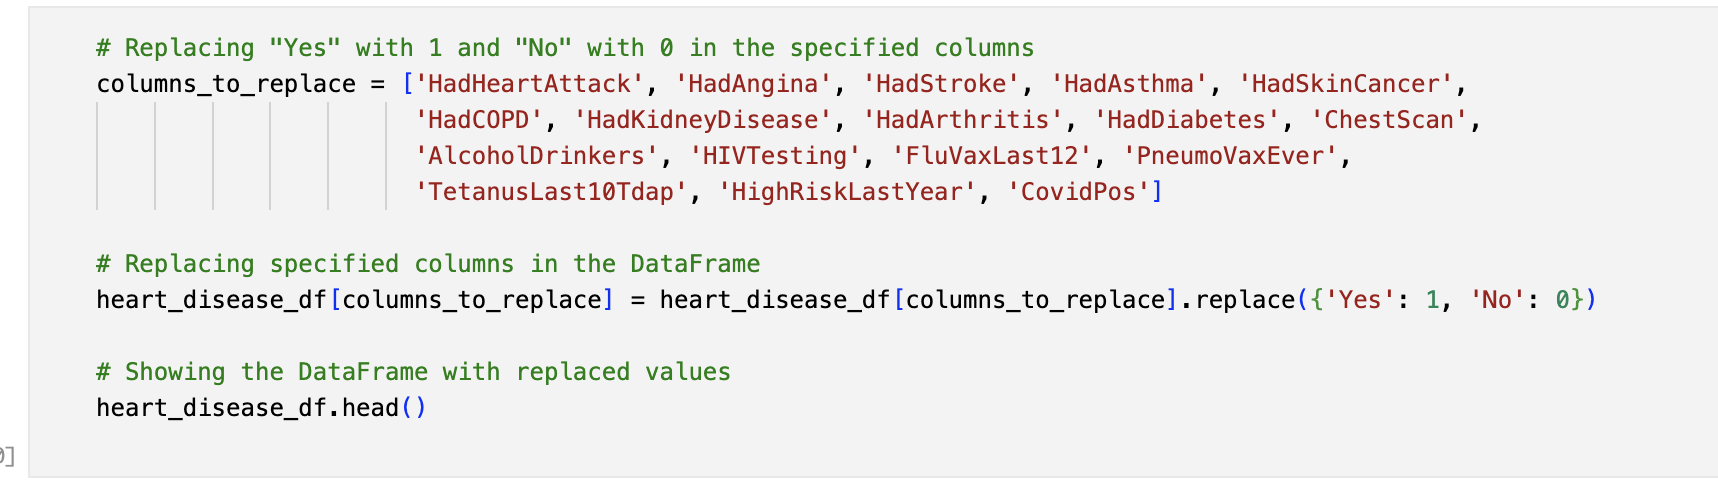 # Replacing "Yes" with 1 and "No" with 0 in the specified columns
columns_to_replace = ['HadHeartAttack', 'HadAngina', 'HadStroke', 'HadAsthma', 'HadSkinCancer',
'HadCOPD', 'HadKidneyDisease', 'HadArthritis', 'HadDiabetes', 'ChestScan',
'AlcoholDrinkers', 'HIVTesting', 'FluVaxLast12', 'PneumoVaxEver',
'TetanusLast10Tdap', 'HighRiskLastYear', 'CovidPos']
# Replacing specified columns in the DataFrame
heart_disease_df[columns_to_replace] = heart_disease_df[columns_to_replace].replace({'Yes': 1, 'No': 0})
# Showing the DataFrame with replaced values
heart_disease_df.head()